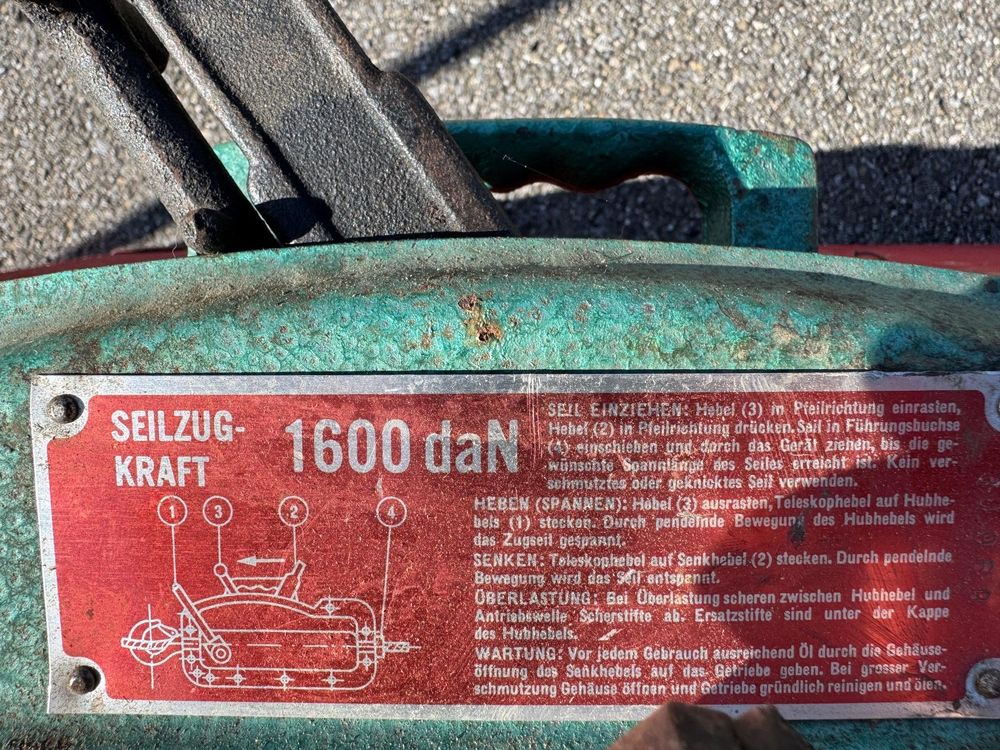 SEILZUG-
KRAFT
1600 daN
1
3
2
4
SEIL EINZIEHEN: Hebel (3) in Pfeilrichtung einrasten,
Hebel (2) in Pfeilrichtung drücken. Seil in Führungsbuchse
(4) einschieben und durch das Gerät ziehen, bis die ge-
wünschte Spannlänge des Seiles erreicht ist. Kein ver-
schmutztes oder geknicktes Seil verwenden.
HEBEN (SPANNEN): Hebel (3) ausrasten, Teleskophebel auf Hubhe-
bels (1) stecken. Durch pendelnde Bewegung des Hubhebels wird
das Zugseil gespannt.
SENKEN: Teleskophebel auf Senkhebel (2) stecken. Durch pendelnde
Bewegung wird das Seil entspannt.
ÜBERLASTUNG: Bei Überlastung scheren zwischen Hubhebel und
Antriebswelle Scherstifte ab. Ersatzstifte sind unter der Kappe
des Hubhebels.
WARTUNG: Vor jedem Gebrauch ausreichend Öl durch die Gehäuse-
öffnung des Senkhebels auf das Getriebe geben. Bei grosser Ver-
schmutzung Gehäuse öffnen und Getriebe gründlich reinigen und ölen.